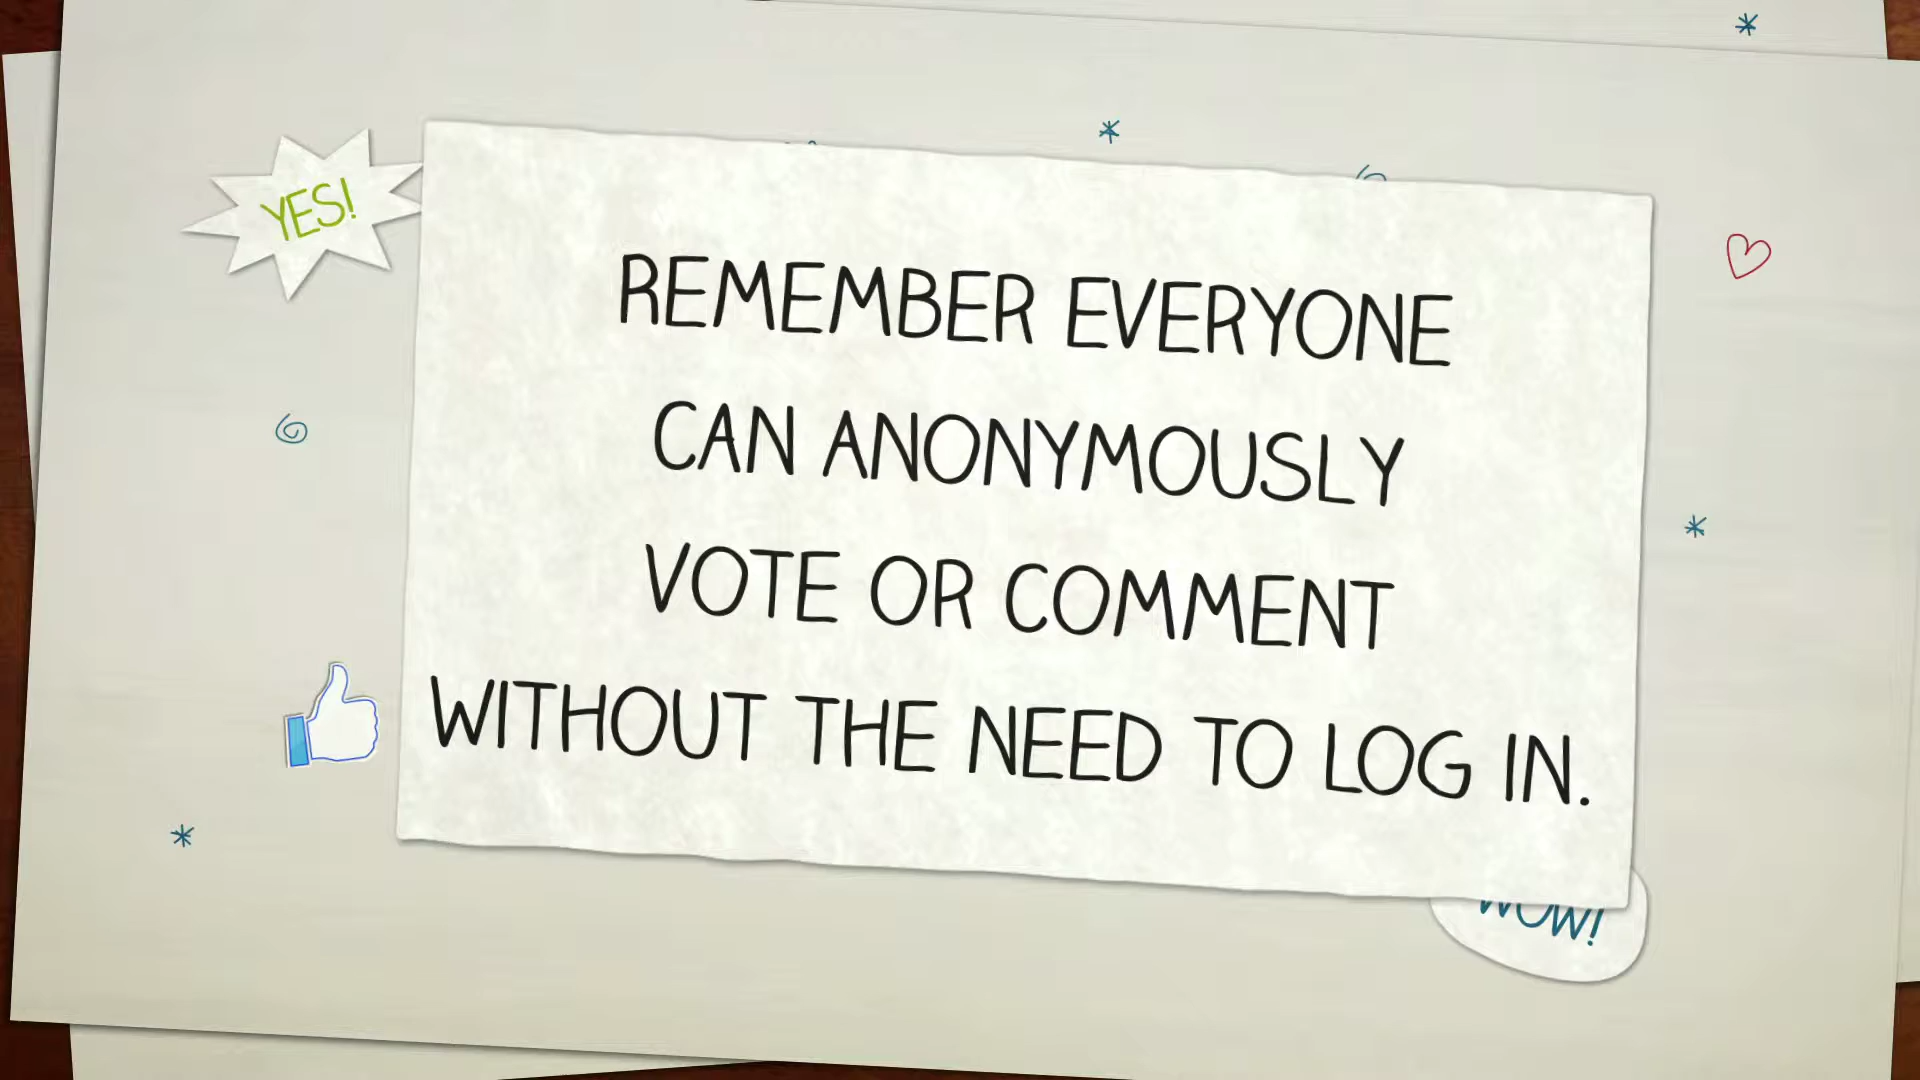 YES!
REMEMBER EVERYONE
CAN ANONYMOUSLY
VOTE OR COMMENT
WITHOUT THE NEED TO LOG IN.
WOW!